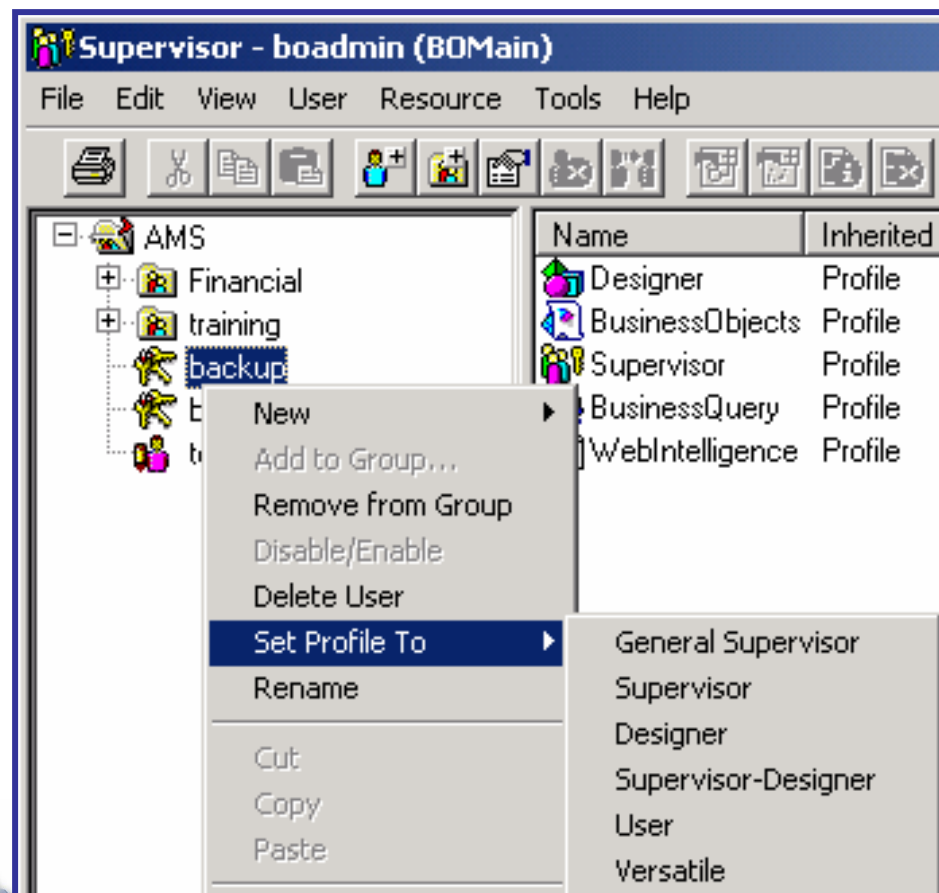 Supervisor - boadmin (BOMain)
File Edit View User Resource Tools Help
AMS
Financial
training
backup
Name Inherited
Designer Profile
BusinessObjects Profile
Supervisor Profile
BusinessQuery Profile
WebIntelligence Profile
New
Add to Group...
Remove from Group
Disable/Enable
Delete User
Set Profile To
Rename
Cut
Copy
Paste
General Supervisor
Supervisor
Designer
Supervisor-Designer
User
Versatile